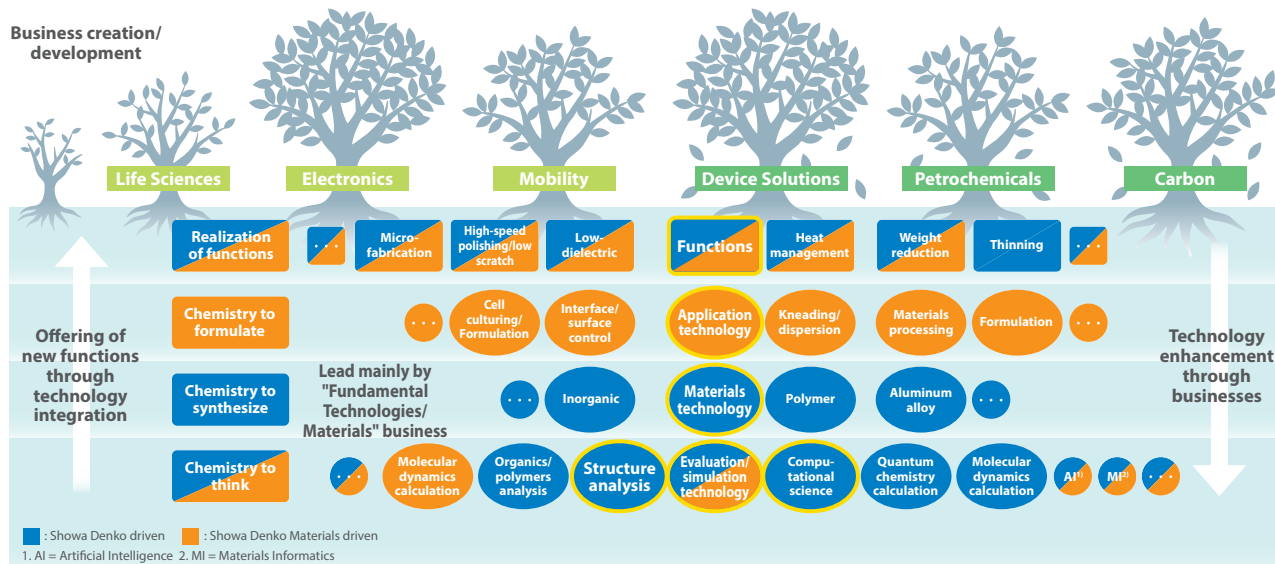 Business creation/
development
Life Sciences
Electronics
Mobility
Device Solutions
Petrochemicals
Carbon
Realization
of functions
...
Micro-
fabrication
High-speed
polishing/low
scratch
Low-
dielectric
Functions
Heat
management
Weight
reduction
Thinning
...
Chemistry to
formulate
...
Cell
culturing/
Formulation
Interface/
surface
control
Application
technology
Kneading/
dispersion
Materials
processing
Formulation
...
Offering of
new functions
through
technology
integration
Technology
enhancement
through
businesses
Chemistry to
synthesize
Lead mainly by
"Fundamental
Technologies/
Materials" business
...
Inorganic
Materials
technology
Polymer
Aluminum
alloy
...
Chemistry to
think
...
Molecular
dynamics
calculation
Organics/
polymers
analysis
Structure
analysis
Evaluation/
simulation
technology
Compu-
tational
science
Quantum
chemistry
calculation
Molecular
dynamics
calculation
AI1)
MI2)
...
: Showa Denko driven
: Showa Denko Materials driven
1. AI = Artificial Intelligence 2. MI = Materials Informatics